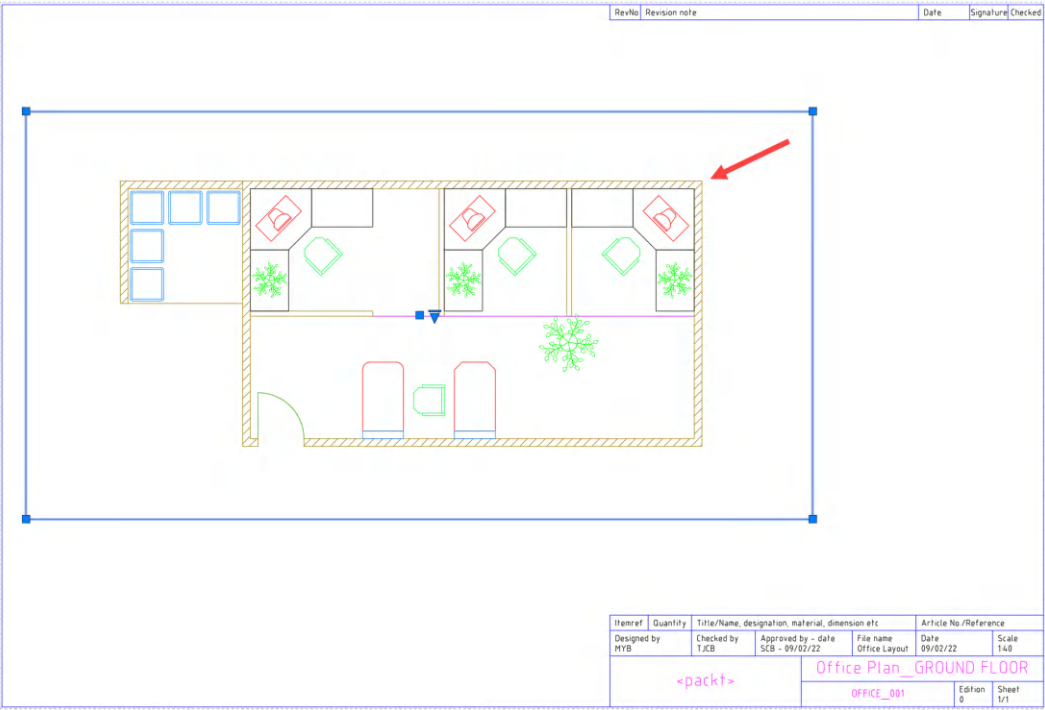 RevNo Revision note Date Signature Checked
Itemref Quantity Title/Name, designation, material, dimension etc Article No./Reference
Designed by Checked by Approved by - date File name Date Scale
MYB TJCB SCB - 09/02/22 Office Layout 09/02/22 1:40
<packt> Office Plan_GROUND FLOOR
OFFICE_001 Edition Sheet
0 1/1